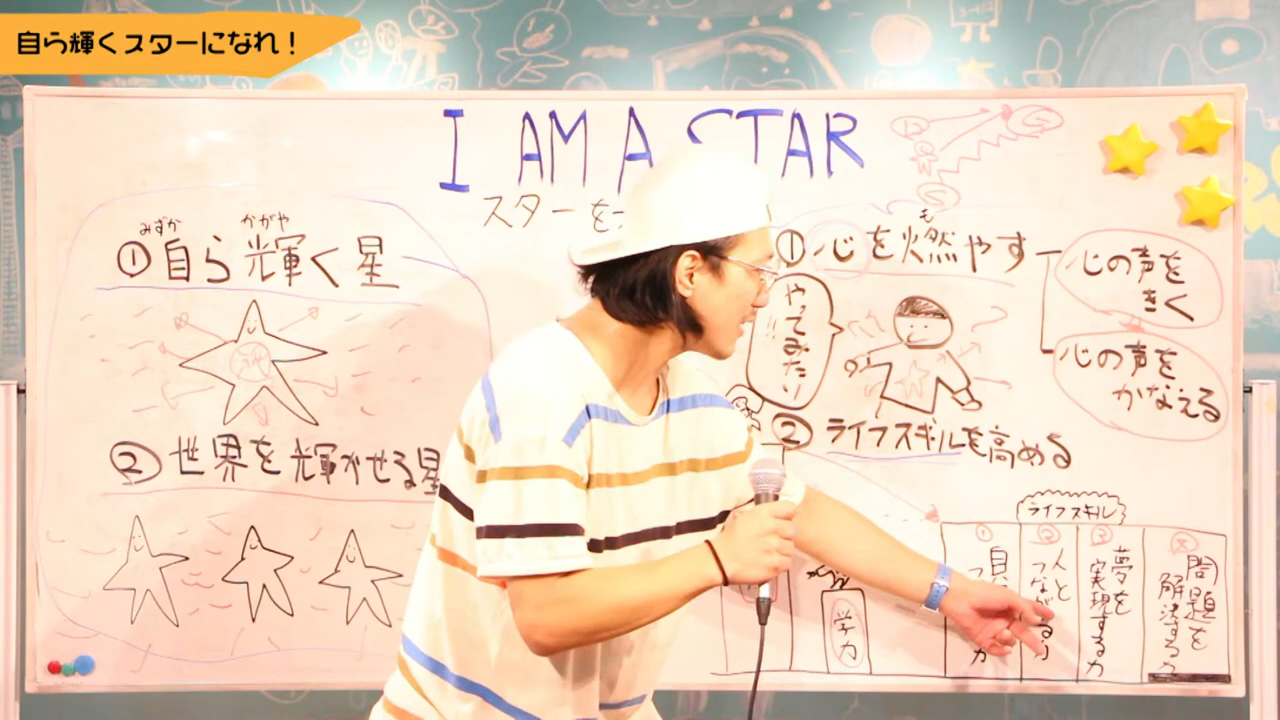 自ら輝くスターになれ！
I AM A STAR
スターを
みずか かがや
①自ら輝く星
②世界を輝かせる星
も
①心を燃やす
心の声を
きく
心の声を
かなえる
やってみたり!!
②ライフスキルを高める
ライフスキル
①
②人とつながる力
③夢を実現する力
④問題を解決する力
学力